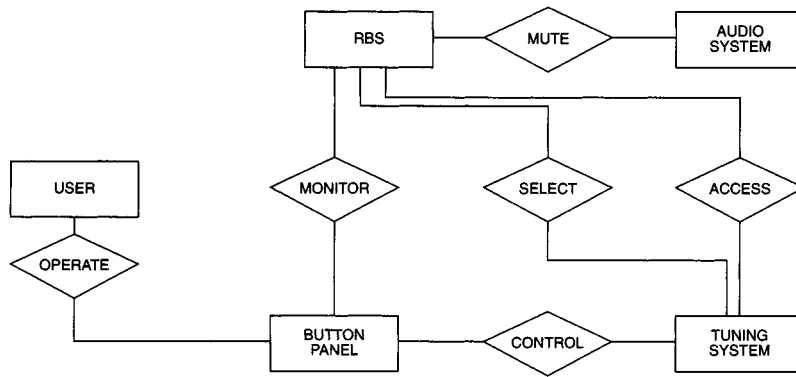 RBS
MUTE
AUDIO
SYSTEM
USER
MONITOR
SELECT
ACCESS
OPERATE
BUTTON
PANEL
CONTROL
TUNING
SYSTEM